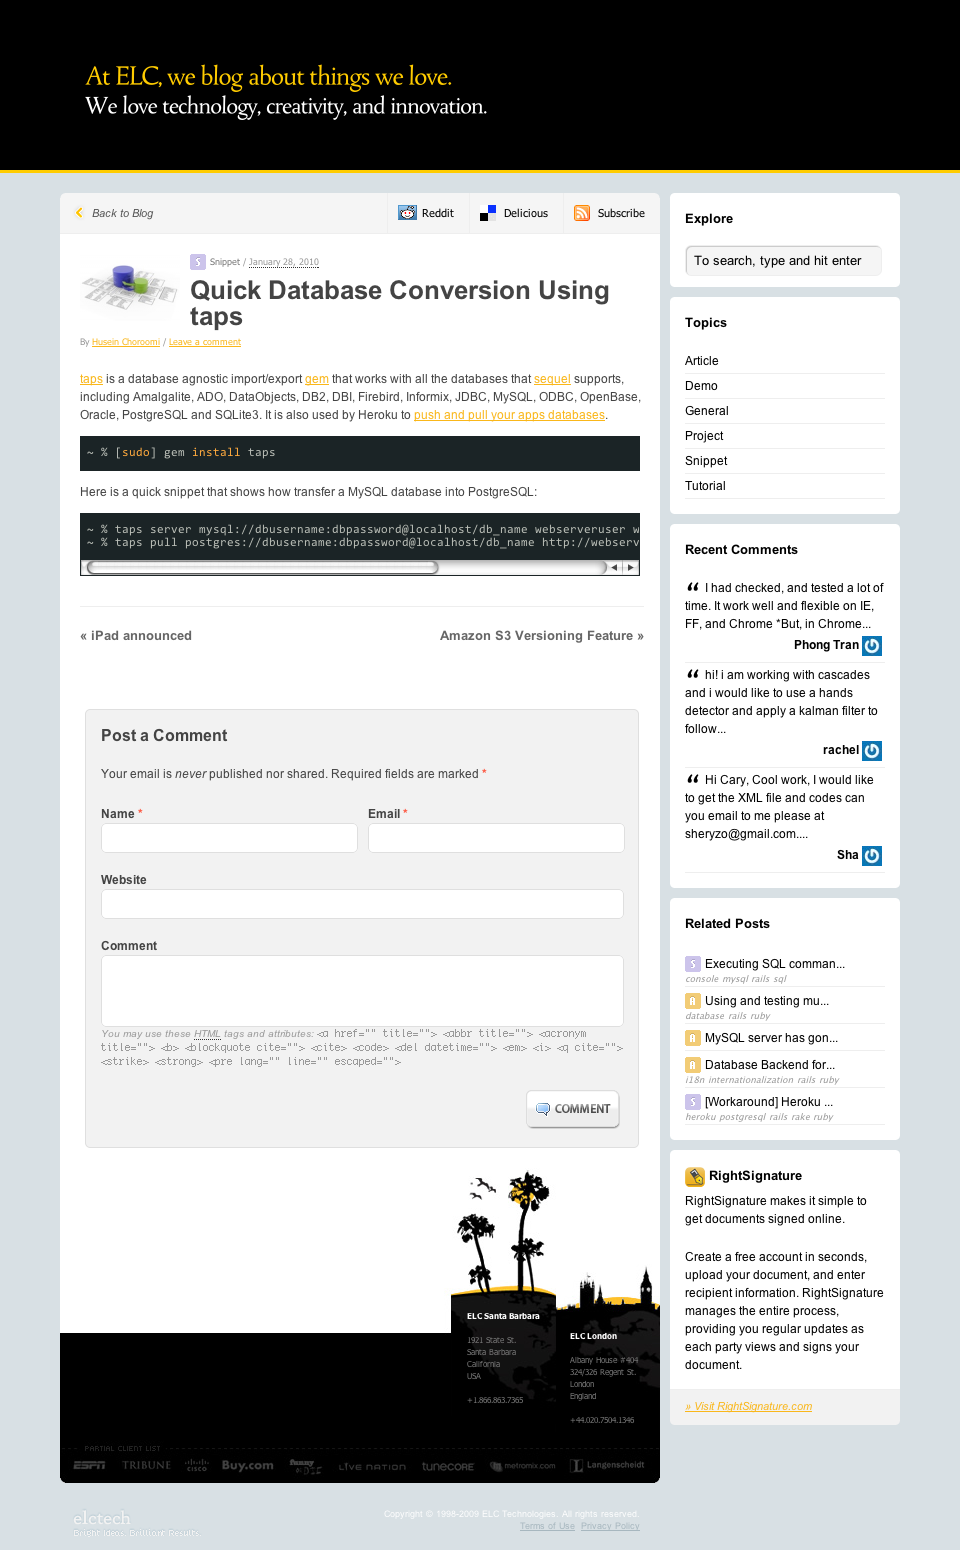 At ELC, we blog about things we love.
We love technology, creativity, and innovation.
Back to Blog
Reddit
Delicious
Subscribe
S Snippet / January 28, 2010
Quick Database Conversion Using
taps
By Husein Choroomi / Leave a comment
taps is a database agnostic import/export gem that works with all the databases that sequel supports,
including Amalgalite, ADO, DataObjects, DB2, DBI, Firebird, Informix, JDBC, MySQL, ODBC, OpenBase,
Oracle, PostgreSQL and SQLite3. It is also used by Heroku to push and pull your apps databases.
~ % [sudo] gem install taps
Here is a quick snippet that shows how transfer a MySQL database into PostgreSQL:
~ % taps server mysql://dbusername:dbpassword@localhost/db_name webserveruser w
~ % taps pull postgres://dbusername:dbpassword@localhost/db_name http://webserv
« iPad announced
Amazon S3 Versioning Feature »
Post a Comment
Your email is never published nor shared. Required fields are marked *
Name *
Email *
Website
Comment
You may use these HTML tags and attributes: <a href="" title=""> <abbr title=""> <acronym
title=""> <b> <blockquote cite=""> <cite> <code> <del datetime=""> <em> <i> <q cite="">
<strike> <strong> <pre lang="" line="" escaped="">
COMMENT
Explore
To search, type and hit enter
Topics
Article
Demo
General
Project
Snippet
Tutorial
Recent Comments
“ I had checked, and tested a lot of
time. It work well and flexible on IE,
FF, and Chrome *But, in Chrome...
Phong Tran
“ hi! i am working with cascades
and i would like to use a hands
detector and apply a kalman filter to
follow...
rachel
“ Hi Cary, Cool work, I would like
to get the XML file and codes can
you email to me please at
sheryzo@gmail.com....
Sha
Related Posts
S Executing SQL comman...
console mysql rails sql
A Using and testing mu...
database rails ruby
A MySQL server has gon...
A Database Backend for...
i18n internationalization rails ruby
S [Workaround] Heroku ...
heroku postgresql rails rake ruby
RightSignature
RightSignature makes it simple to
get documents signed online.
Create a free account in seconds,
upload your document, and enter
recipient information. RightSignature
manages the entire process,
providing you regular updates as
each party views and signs your
document.
» Visit RightSignature.com
ELC Santa Barbara
1921 State St.
Santa Barbara
California
USA
+1.866.863.7365
ELC London
Albany House #404
324/326 Regent St.
London
England
+44.020.7504.1346
PARTIAL CLIENT LIST
ESPN
TRIBUNE
CISCO
Buy.com
funny
OR DIE
LIVE NATION
TUNECORE
metromix.com
Langenscheidt
elctech
Bright Ideas. Brilliant Results.
Copyright © 1998-2009 ELC Technologies. All rights reserved.
Terms of Use Privacy Policy